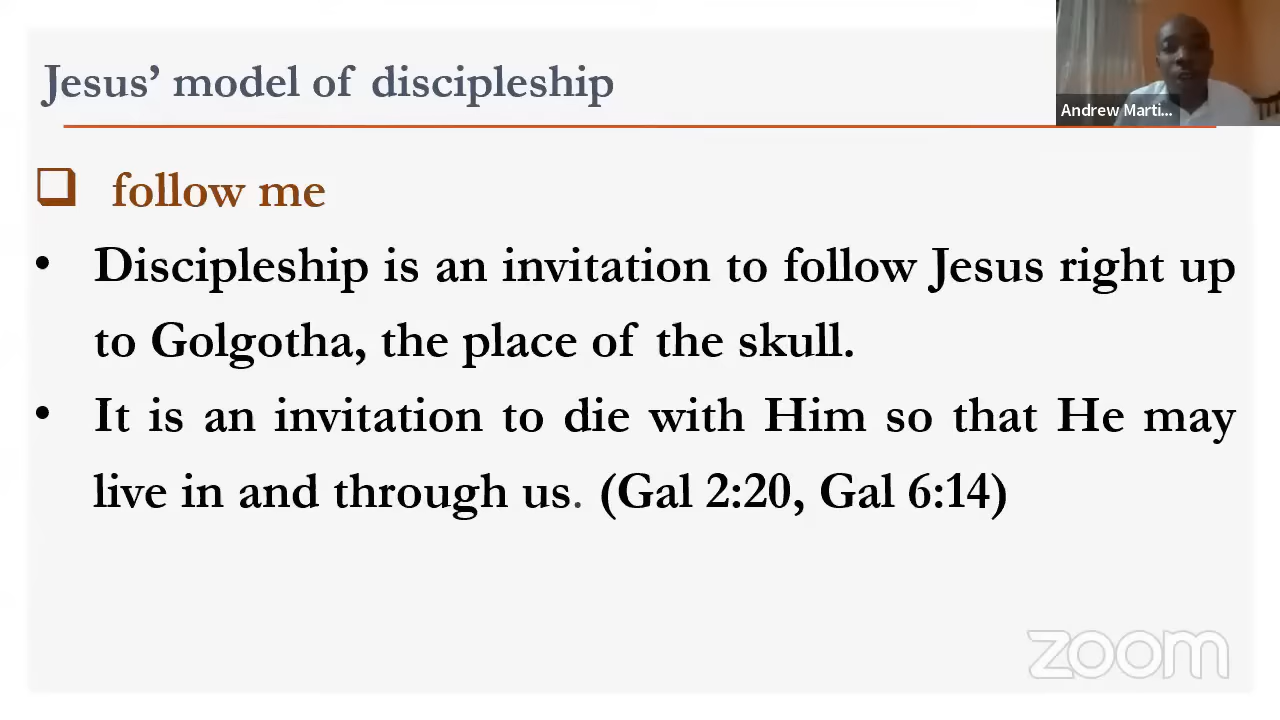 Jesus’ model of discipleship
Andrew Marti...
❑ follow me
• Discipleship is an invitation to follow Jesus right up
to Golgotha, the place of the skull.
• It is an invitation to die with Him so that He may
live in and through us. (Gal 2:20, Gal 6:14)
zoom